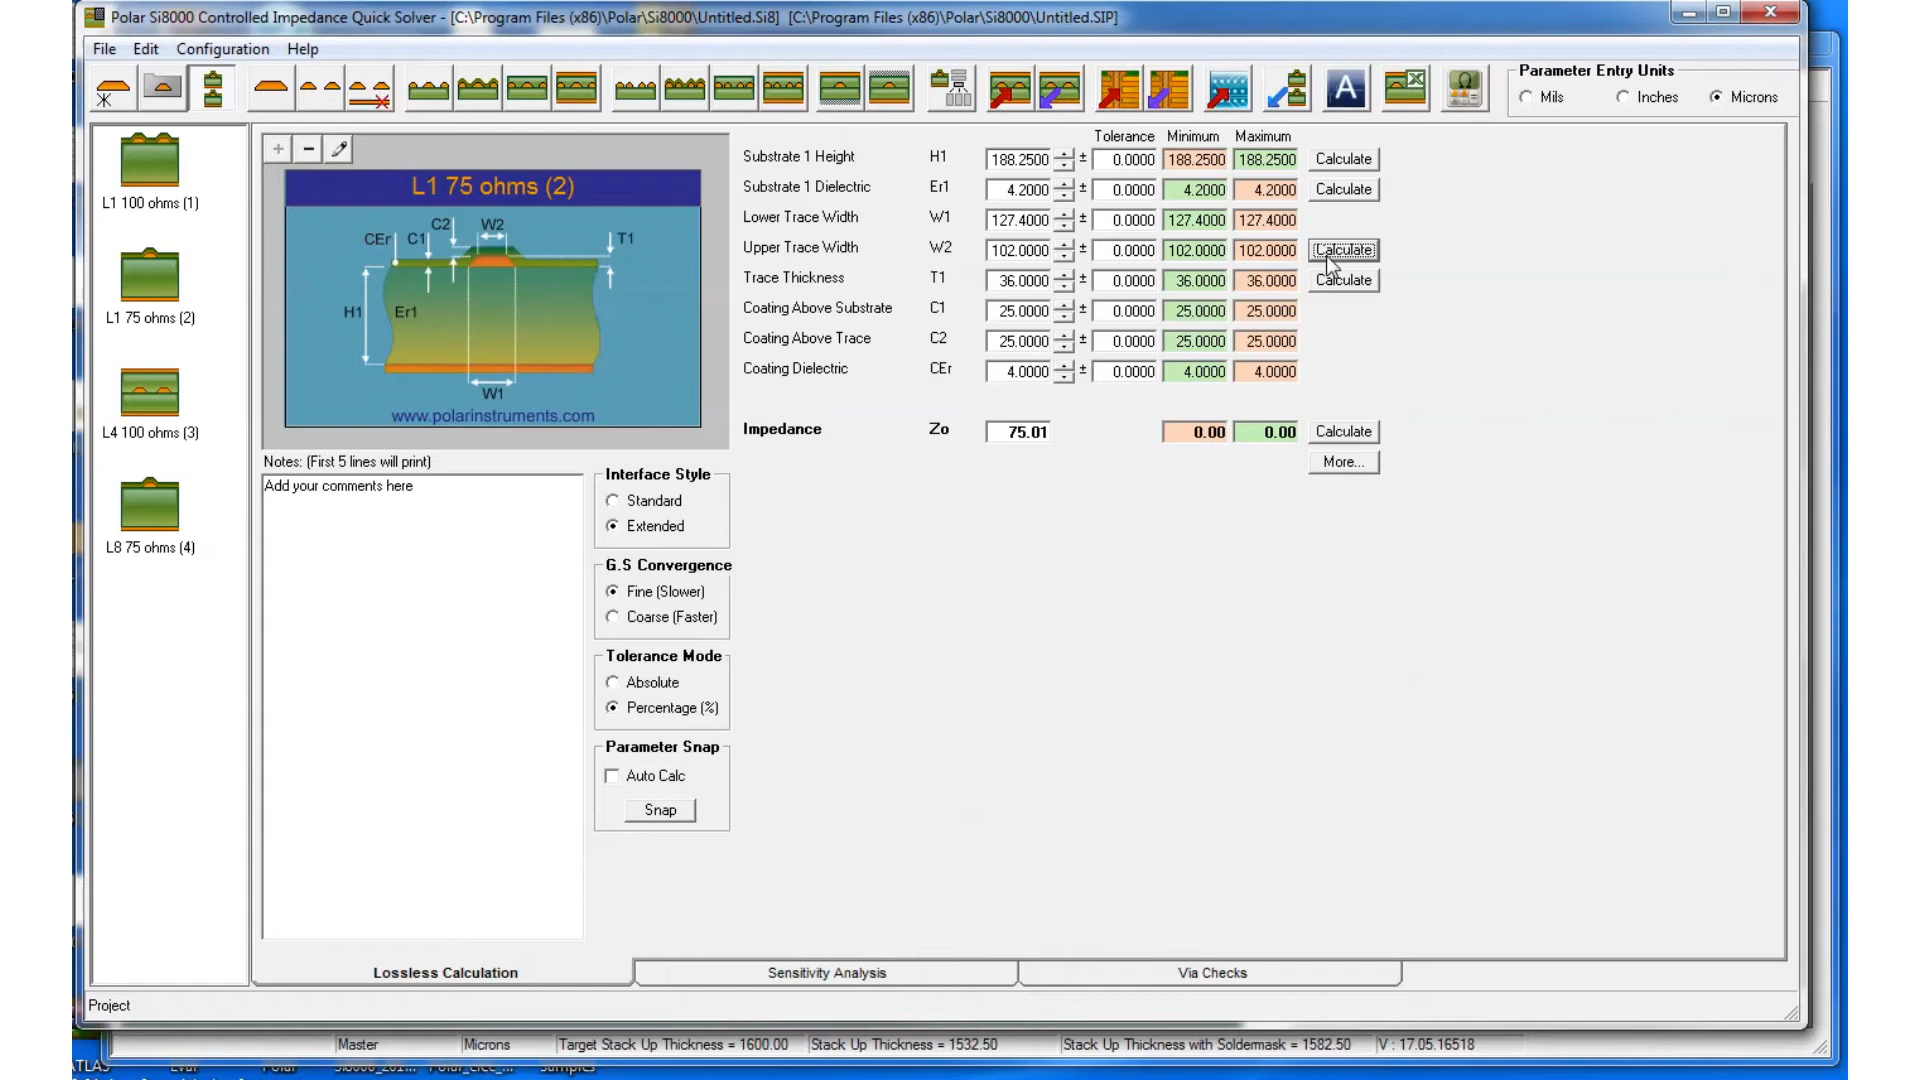 Polar Si8000 Controlled Impedance Quick Solver - [C:\Program Files (x86)\Polar\Si8000\Untitled.Si8] [C:\Program Files (x86)\Polar\Si8000\Untitled.SIP]
File Edit Configuration Help
A
Parameter Entry Units
Mils Inches Microns
L1 100 ohms (1)
L1 75 ohms (2)
L4 100 ohms (3)
L8 75 ohms (4)
+ -
L1 75 ohms (2)
C2 W2
CEr C1 T1
H1 Er1
W1
www.polarinstruments.com
Tolerance Minimum Maximum
Substrate 1 Height H1 188.2500 ± 0.0000 188.2500 188.2500 Calculate
Substrate 1 Dielectric Er1 4.2000 ± 0.0000 4.2000 4.2000 Calculate
Lower Trace Width W1 127.4000 ± 0.0000 127.4000 127.4000
Upper Trace Width W2 102.0000 ± 0.0000 102.0000 102.0000 Calculate
Trace Thickness T1 36.0000 ± 0.0000 36.0000 36.0000 Calculate
Coating Above Substrate C1 25.0000 ± 0.0000 25.0000 25.0000
Coating Above Trace C2 25.0000 ± 0.0000 25.0000 25.0000
Coating Dielectric CEr 4.0000 ± 0.0000 4.0000 4.0000
Impedance Zo 75.01 0.00 0.00 Calculate
More...
Notes: (First 5 lines will print)
Add your comments here
Interface Style
Standard
Extended
G.S Convergence
Fine (Slower)
Coarse (Faster)
Tolerance Mode
Absolute
Percentage (%)
Parameter Snap
Auto Calc
Snap
Lossless Calculation Sensitivity Analysis Via Checks
Project
Master Microns Target Stack Up Thickness = 1600.00 Stack Up Thickness = 1532.50 Stack Up Thickness with Soldermask = 1582.50 V : 17.05.16518